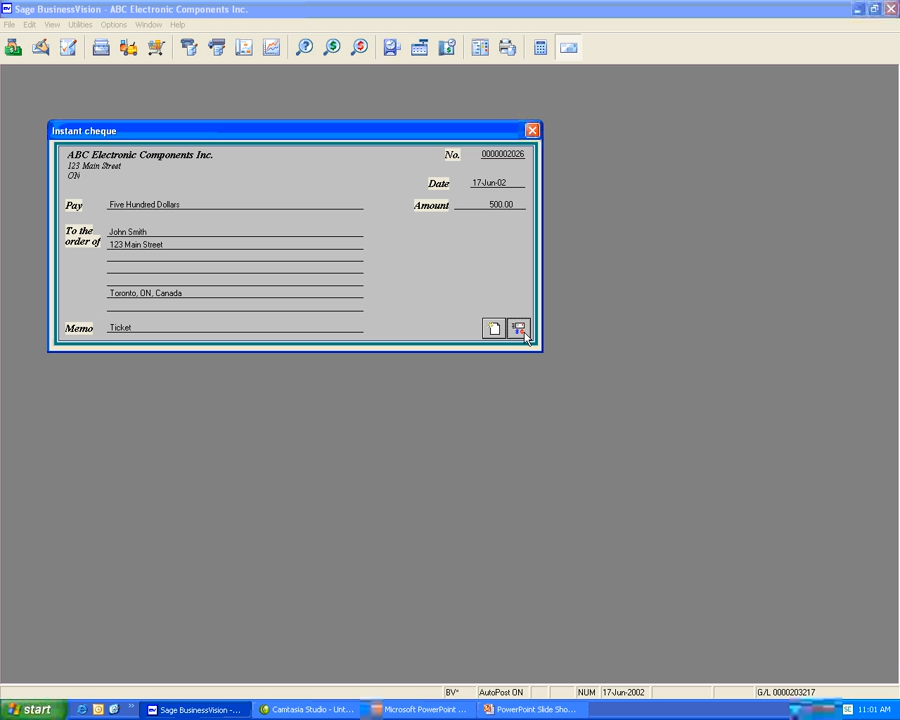 Sage BusinessVision - ABC Electronic Components Inc.
File Edit View Utilities Options Window Help
Instant cheque
ABC Electronic Components Inc.
No. 0000002026
123 Main Street
ON
Date 17-Jun-02
Pay Five Hundred Dollars
Amount 500.00
To the order of
John Smith
123 Main Street
Toronto, ON, Canada
Memo Ticket
BV* AutoPost ON NUM 17-Jun-2002 G/L 0000203217
start Sage BusinessVision -... Camtasia Studio - Unt... Microsoft PowerPoint ... PowerPoint Slide Sho... 11:01 AM